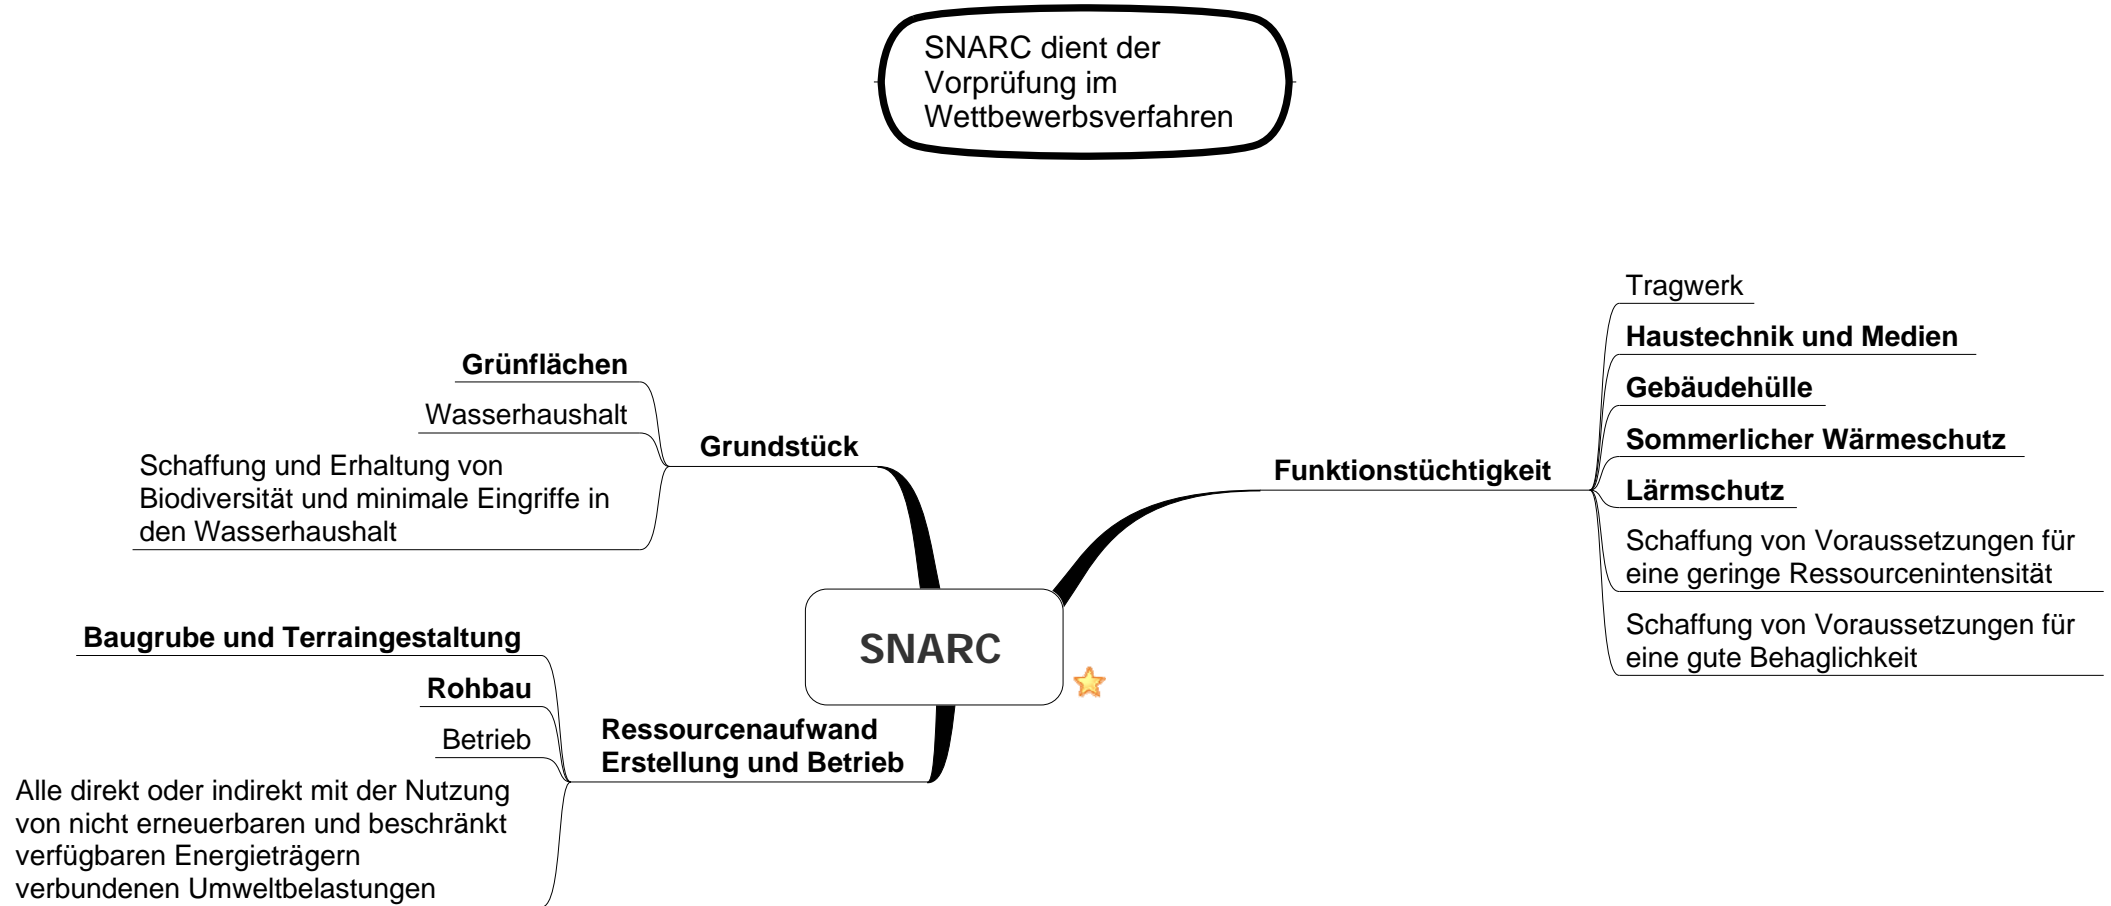 SNARC dient der
Vorprüfung im
Wettbewerbsverfahren
Grünflächen
Wasserhaushalt
Schaffung und Erhaltung von
Biodiversität und minimale Eingriffe in
den Wasserhaushalt
Grundstück
Baugrube und Terraingestaltung
Rohbau
Betrieb
Alle direkt oder indirekt mit der Nutzung
von nicht erneuerbaren und beschränkt
verfügbaren Energieträgern
verbundenen Umweltbelastungen
Ressourcenaufwand
Erstellung und Betrieb
SNARC
Funktionstüchtigkeit
Tragwerk
Haustechnik und Medien
Gebäudehülle
Sommerlicher Wärmeschutz
Lärmschutz
Schaffung von Voraussetzungen für
eine geringe Ressourcenintensität
Schaffung von Voraussetzungen für
eine gute Behaglichkeit